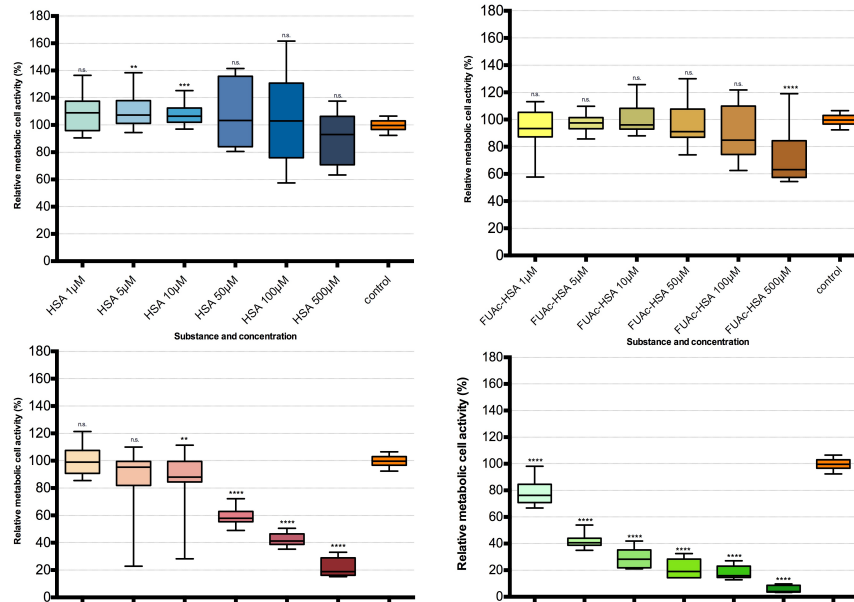 Relative metabolic cell activity (%)
180
160
140
120
100
80
60
40
20
0
n.s.
**
***
n.s.
n.s.
n.s.
HSA 1µM
HSA 5µM
HSA 10µM
HSA 50µM
HSA 100µM
HSA 500µM
control
Substance and concentration
Relative metabolic cell activity (%)
180
160
140
120
100
80
60
40
20
0
n.s.
n.s.
n.s.
n.s.
n.s.
****
FUAc-HSA 1µM
FUAc-HSA 5µM
FUAc-HSA 10µM
FUAc-HSA 50µM
FUAc-HSA 100µM
FUAc-HSA 500µM
control
Substance and concentration
Relative metabolic cell activity (%)
180
160
140
120
100
80
60
40
20
0
n.s.
n.s.
**
****
****
****
Relative metabolic cell activity (%)
180
160
140
120
100
80
60
40
20
0
****
****
****
****
****
****